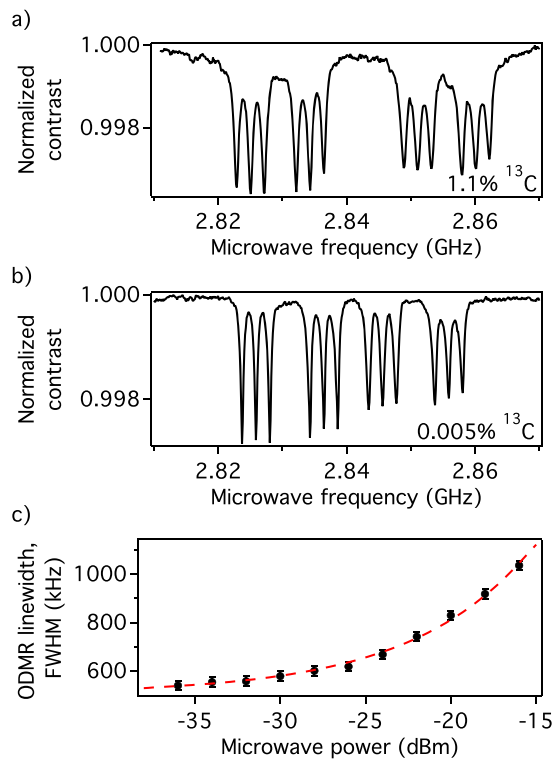 a)
1.000
0.998
Normalized
contrast
1.1% ¹³C
2.82
2.84
2.86
Microwave frequency (GHz)
b)
1.000
0.998
Normalized
contrast
0.005% ¹³C
2.82
2.84
2.86
Microwave frequency (GHz)
c)
1000
800
600
ODMR linewidth,
FWHM (kHz)
-35
-30
-25
-20
-15
Microwave power (dBm)